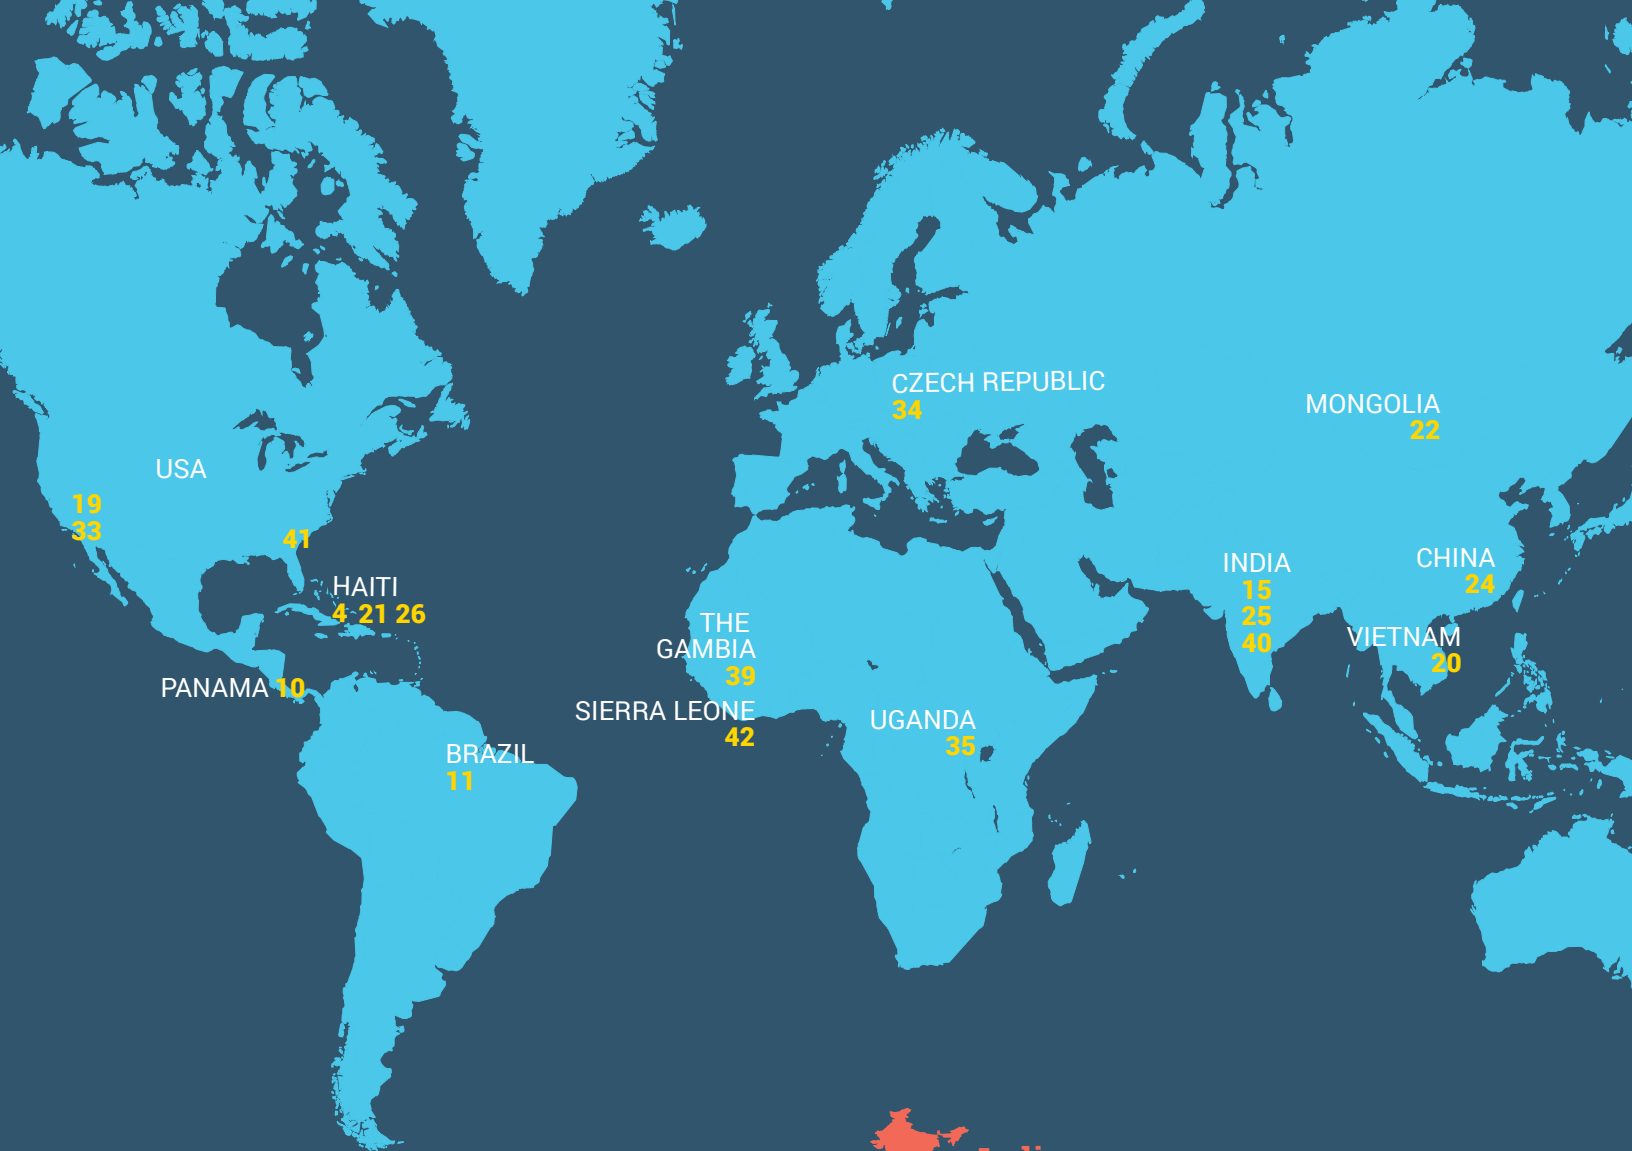 CZECH REPUBLIC
34
MONGOLIA
22
USA
19
33
41
HAITI
4 21 26
INDIA
15
25
40
CHINA
24
THE
GAMBIA
39
VIETNAM
20
PANAMA 10
SIERRA LEONE
42
UGANDA
35
BRAZIL
11